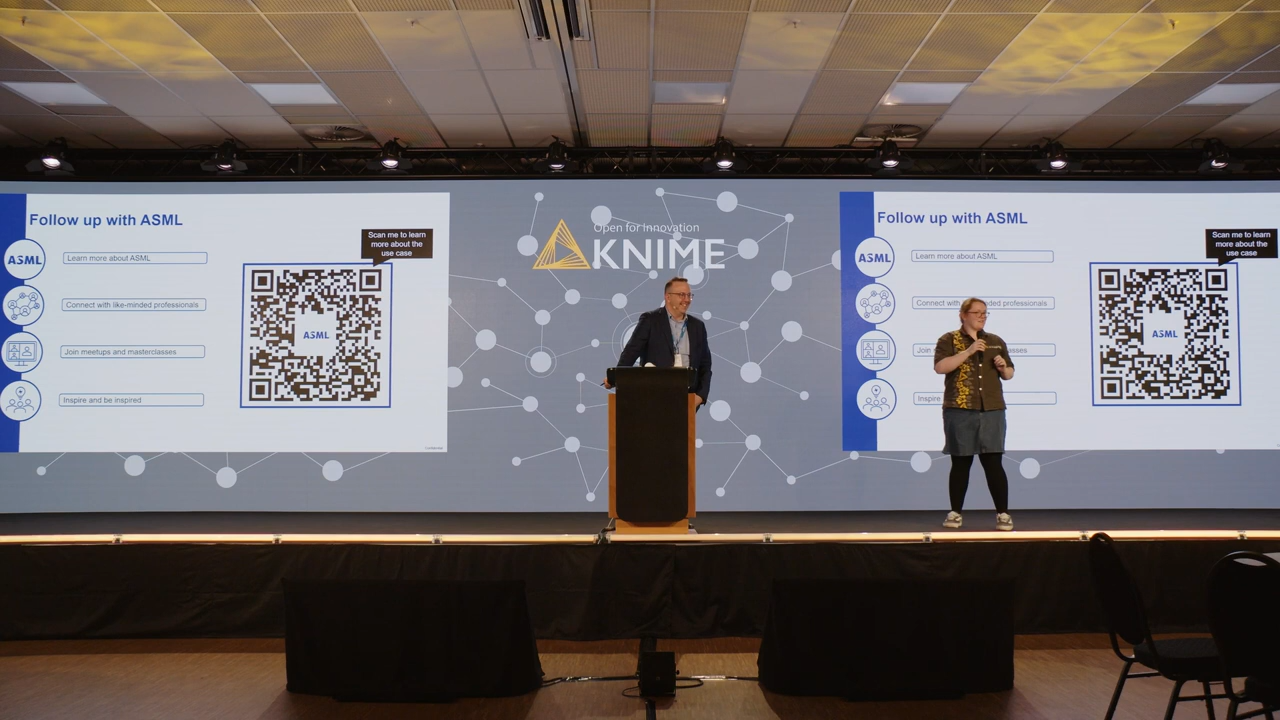 Follow up with ASML
Scan me to learn
more about the
use case
ASML
Learn more about ASML
Connect with like-minded professionals
Join meetups and masterclasses
Inspire and be inspired
ASML
Confidential
Open for Innovation
KNIME
Follow up with ASML
Scan me to learn
more about the
use case
ASML
Learn more about ASML
Connect w nded professionals
Join asses
Inspire
ASML